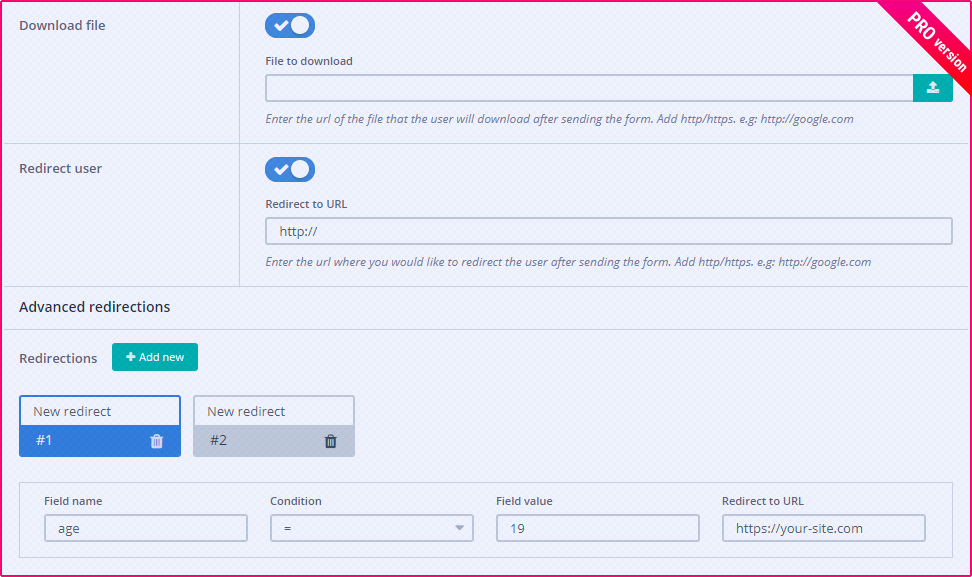 Download file
PRO version
File to download
Enter the url of the file that the user will download after sending the form. Add http/https. e.g: http://google.com
Redirect user
Redirect to URL
http://
Enter the url where you would like to redirect the user after sending the form. Add http/https. e.g: http://google.com
Advanced redirections
Redirections
Add new
New redirect
#1
New redirect
#2
Field name
Condition
Field value
Redirect to URL
age
=
19
https://your-site.com